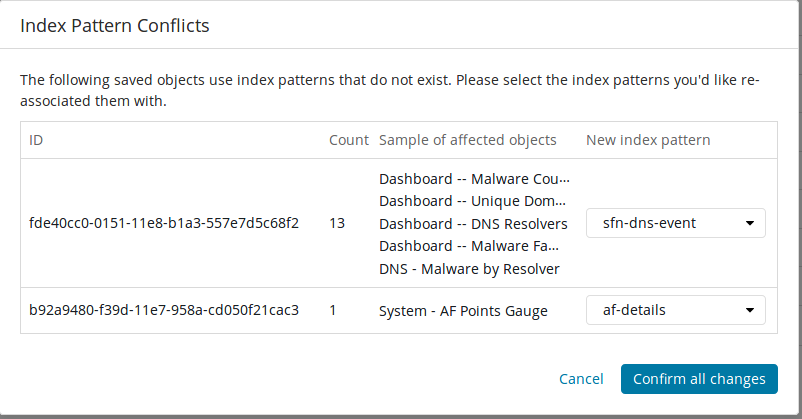 Index Pattern Conflicts
The following saved objects use index patterns that do not exist. Please select the index patterns you'd like re-
associated them with.
ID Count Sample of affected objects New index pattern
Dashboard -- Malware Cou...
Dashboard -- Unique Dom...
fde40cc0-0151-11e8-b1a3-557e7d5c68f2 13 Dashboard -- DNS Resolvers sfn-dns-event
Dashboard -- Malware Fa...
DNS - Malware by Resolver
b92a9480-f39d-11e7-958a-cd050f21cac3 1 System - AF Points Gauge af-details
Cancel Confirm all changes